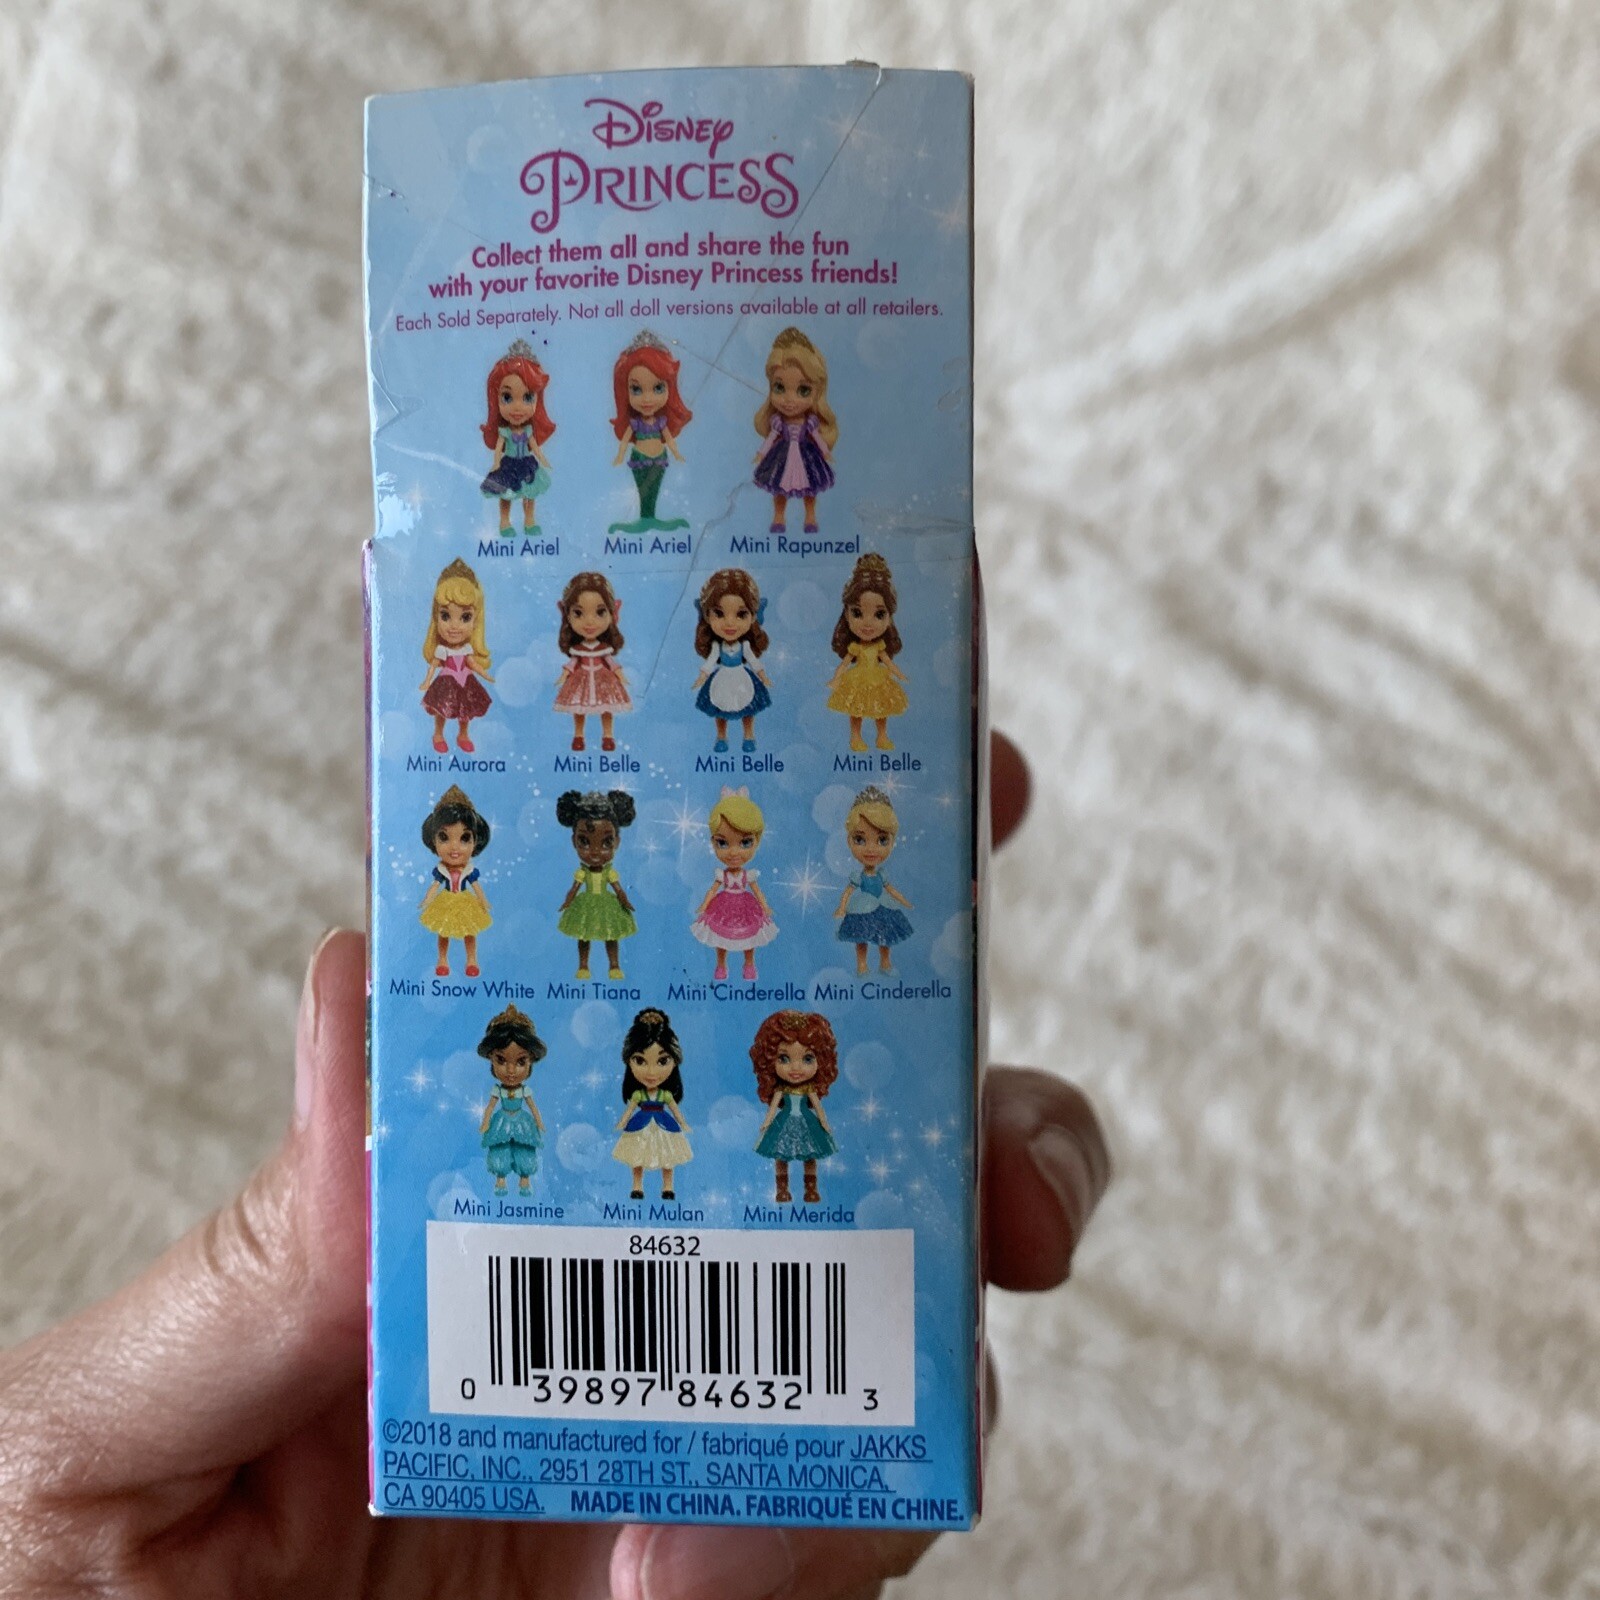 Disney
PRINCESS
Collect them all and share the fun
with your favorite Disney Princess friends!
Each Sold Separately. Not all doll versions available at all retailers.
Mini Ariel Mini Ariel Mini Rapunzel
Mini Aurora Mini Belle Mini Belle Mini Belle
Mini Snow White Mini Tiana Mini Cinderella Mini Cinderella
Mini Jasmine Mini Mulan Mini Merida
84632
0 39897 84632 3
©2018 and manufactured for / fabriqué pour JAKKS
PACIFIC, INC., 2951 28TH ST., SANTA MONICA,
CA 90405 USA. MADE IN CHINA. FABRIQUÉ EN CHINE.